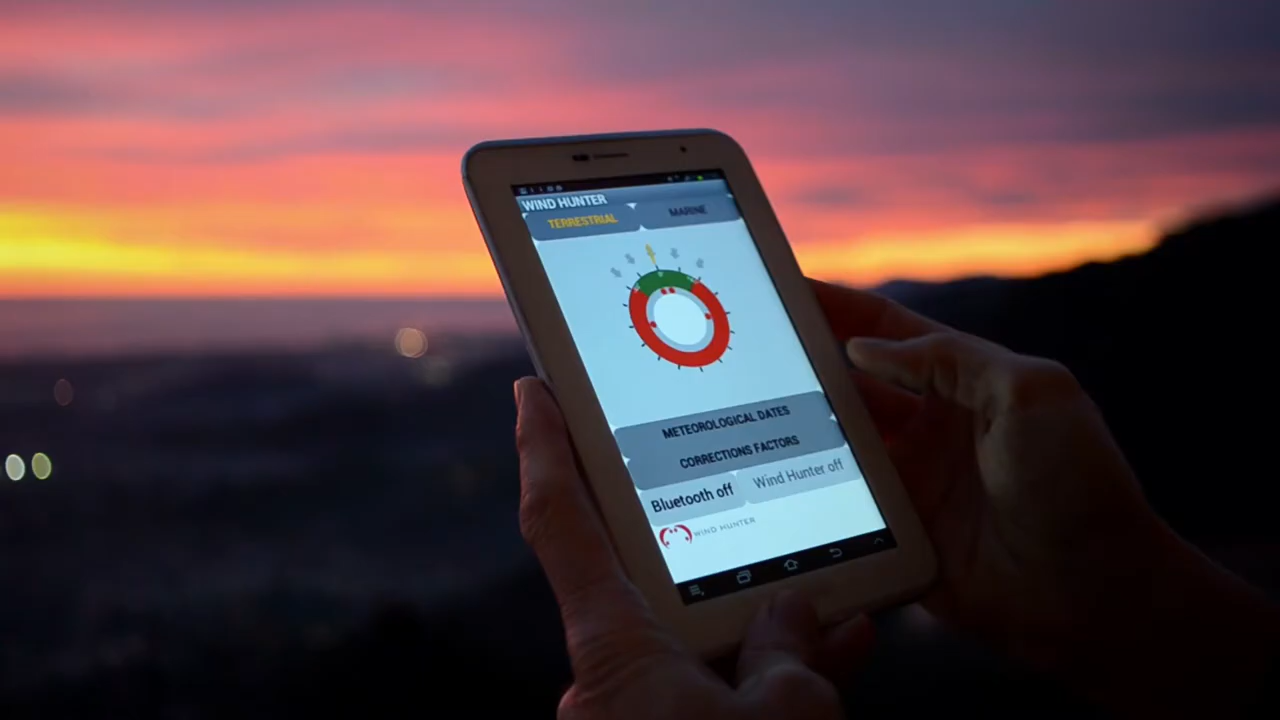 WIND HUNTER
TERRESTRIAL MARINE
METEOROLOGICAL DATES
CORRECTIONS FACTORS
Bluetooth off Wind Hunter off
WIND HUNTER